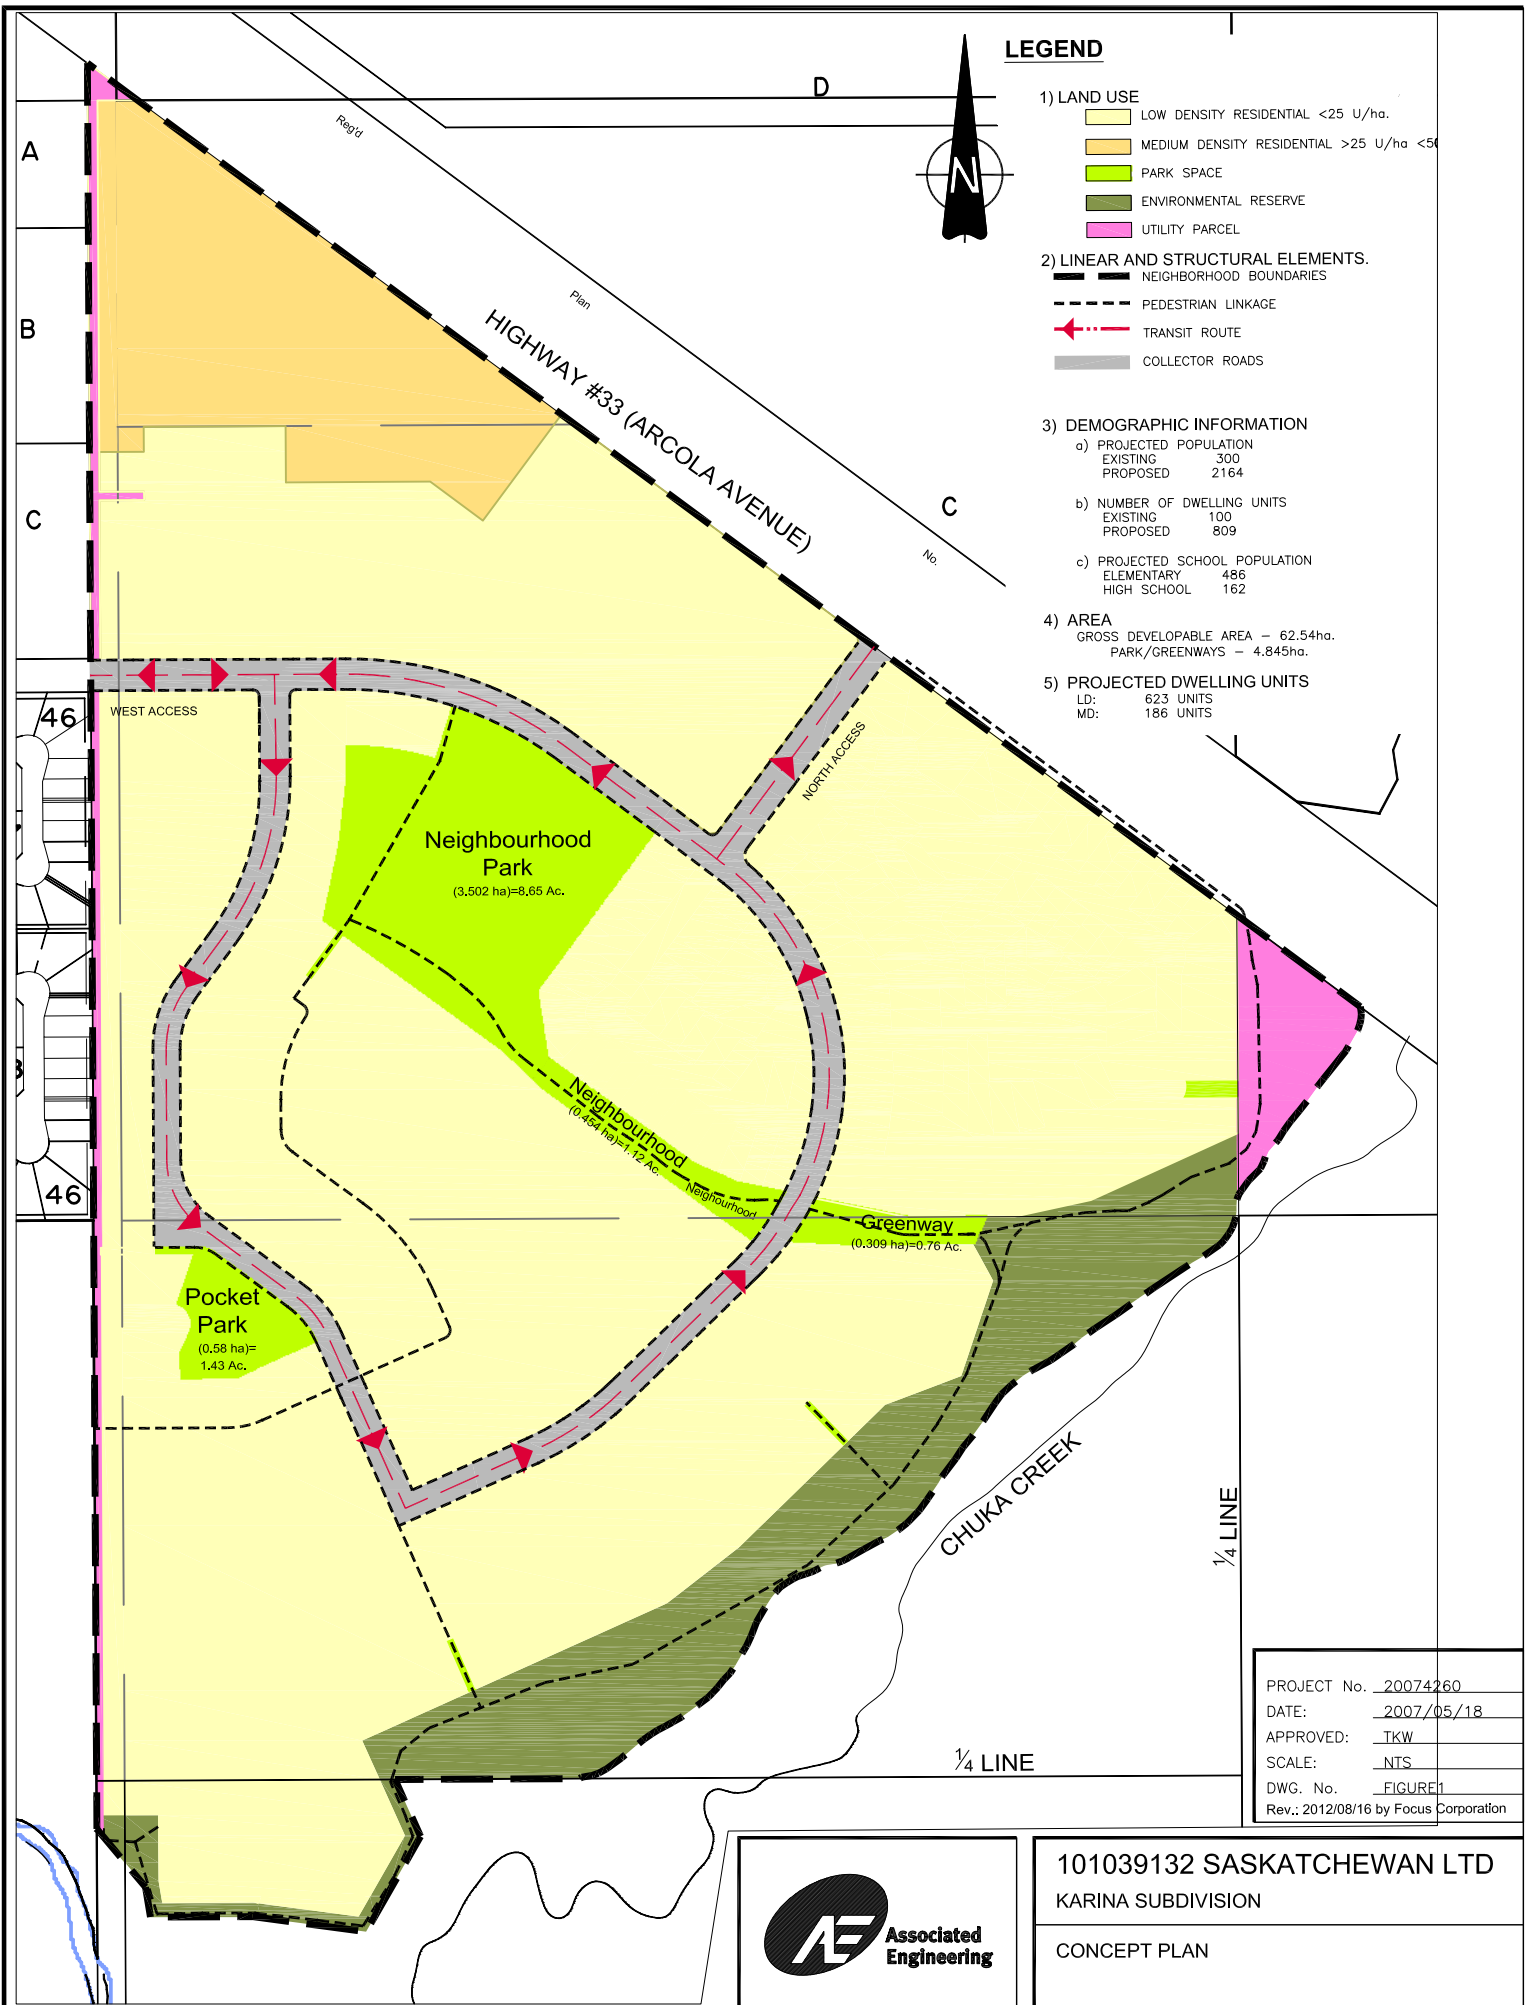 LEGEND
1) LAND USE
LOW DENSITY RESIDENTIAL <25 U/ha.
MEDIUM DENSITY RESIDENTIAL >25 U/ha
PARK SPACE
ENVIRONMENTAL RESERVE
UTILITY PARCEL
2) LINEAR AND STRUCTURAL ELEMENTS.
NEIGHBORHOOD BOUNDARIES
PEDESTRIAN LINKAGE
TRANSIT ROUTE
COLLECTOR ROADS
3) DEMOGRAPHIC INFORMATION
a) PROJECTED POPULATION
EXISTING 300
PROPOSED 2164
b) NUMBER OF DWELLING UNITS
EXISTING 100
PROPOSED 809
c) PROJECTED SCHOOL POPULATION
ELEMENTARY 486
HIGH SCHOOL 162
4) AREA
GROSS DEVELOPABLE AREA – 62.54ha.
PARK/GREENWAYS – 4.845ha.
5) PROJECTED DWELLING UNITS
LD: 623 UNITS
MD: 186 UNITS
N
D
A
B
C
C
Reg'd
Plan
No.
HIGHWAY #33 (ARCOLA AVENUE)
46
46
WEST ACCESS
NORTH ACCESS
Neighbourhood
Park
(3.502 ha)=8.65 Ac.
Neighbourhood
(0.454 ha)=1.12 Ac.
Neighourhood
Greenway
(0.309 ha)=0.76 Ac.
Pocket
Park
(0.58 ha)=
1.43 Ac.
CHUKA CREEK
¼ LINE
¼ LINE
PROJECT No. 20074260
DATE: 2007/05/18
APPROVED: TKW
SCALE: NTS
DWG. No. FIGURE1
Rev.: 2012/08/16 by Focus Corporation
AE
Associated
Engineering
101039132 SASKATCHEWAN LTD
KARINA SUBDIVISION
CONCEPT PLAN